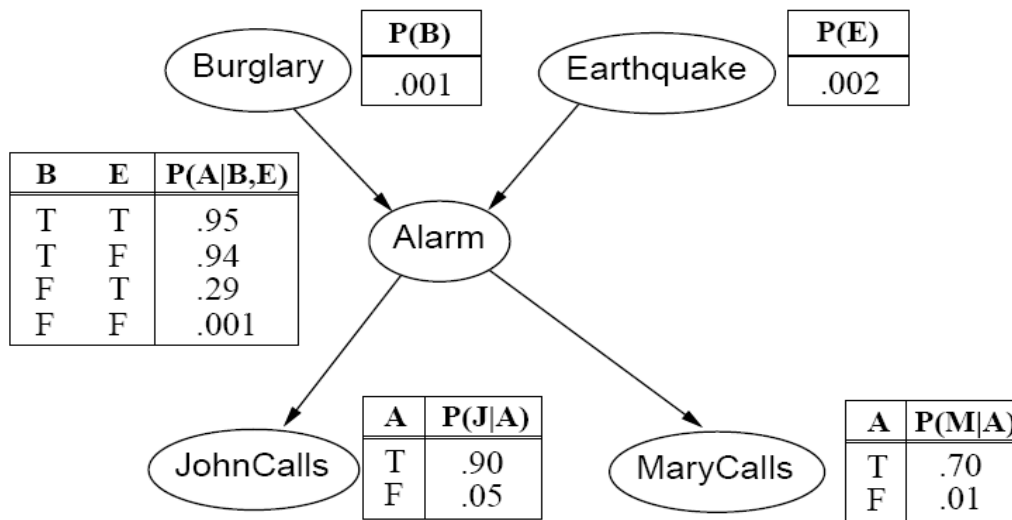 Burglary
P(B)
.001
Earthquake
P(E)
.002
B E P(A|B,E)
T T .95
T F .94
F T .29
F F .001
Alarm
JohnCalls
A P(J|A)
T .90
F .05
MaryCalls
A P(M|A)
T .70
F .01